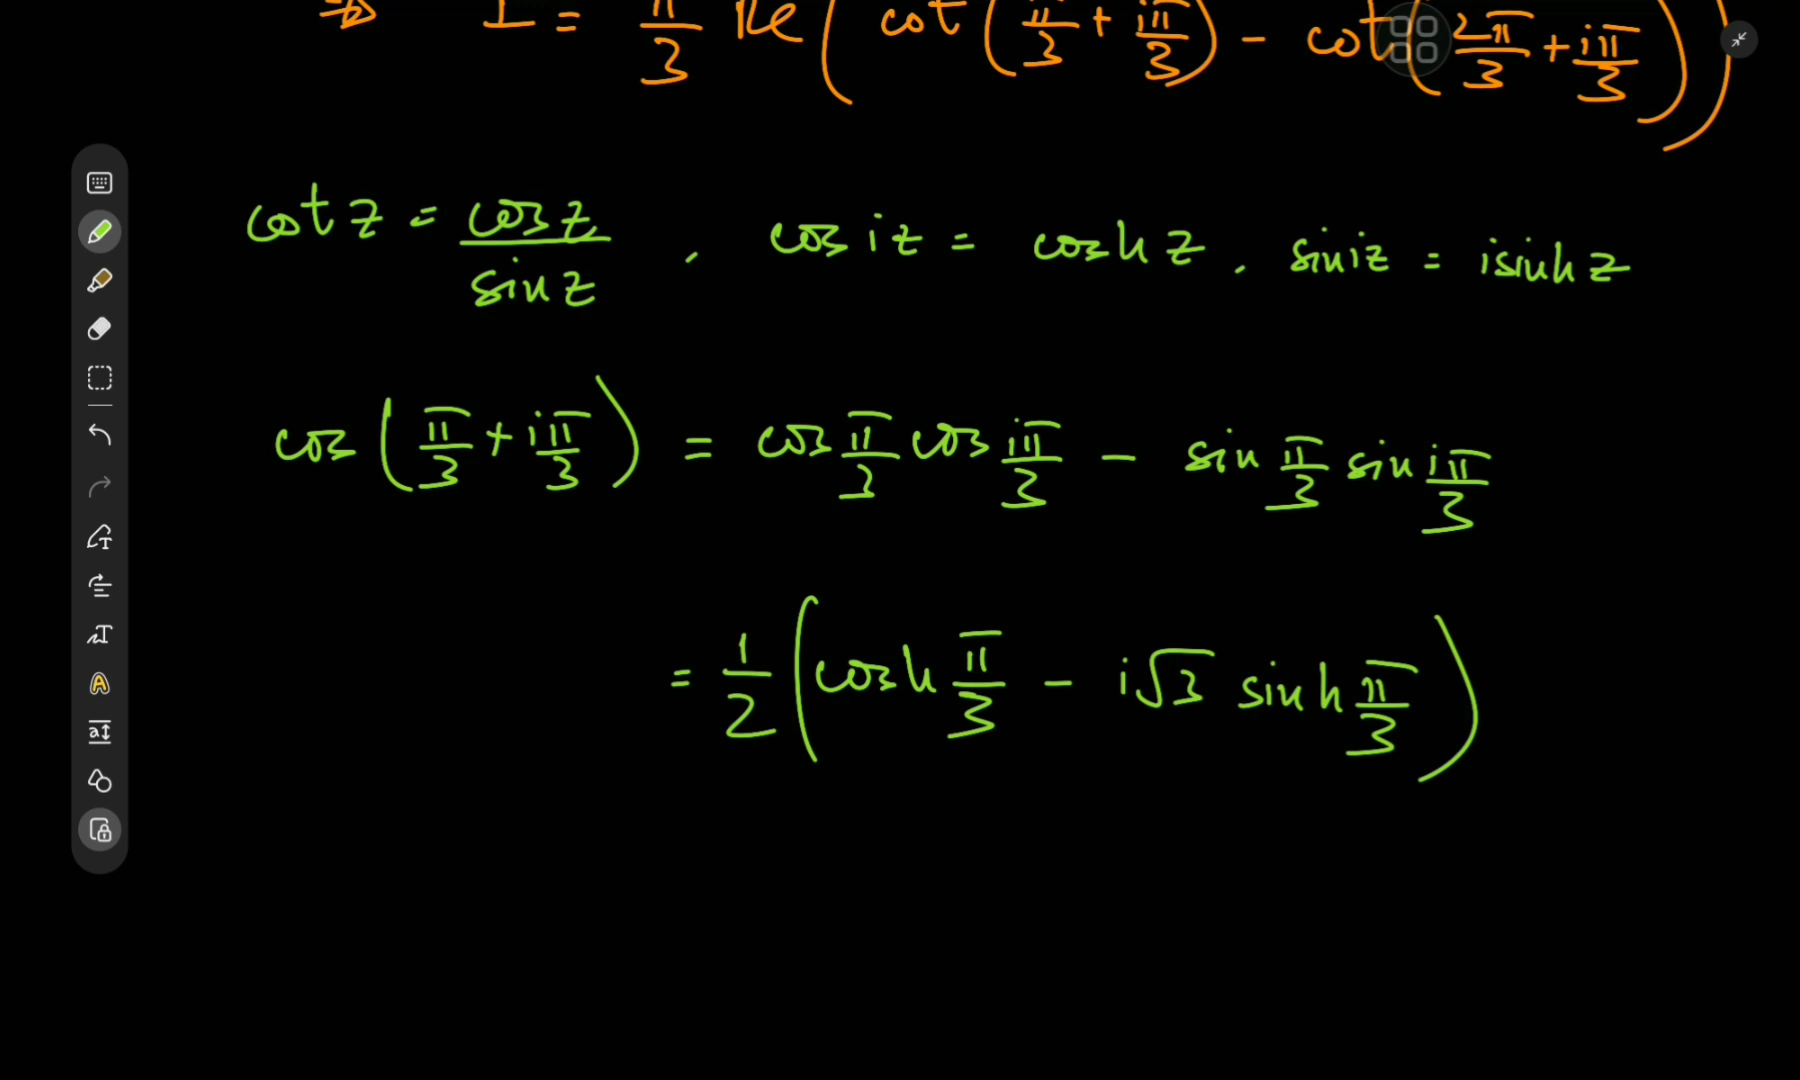 ⇒ I = π/3 Re( cot(π/3 + iπ/3) - cot(2π/3 + iπ/3) )
cot z = cos z / sin z , cos iz = cosh z , sin iz = i sinh z
cos(π/3 + iπ/3) = cos π/3 cos iπ/3 - sin π/3 sin iπ/3
= 1/2 ( cosh π/3 - i√3 sinh π/3 )